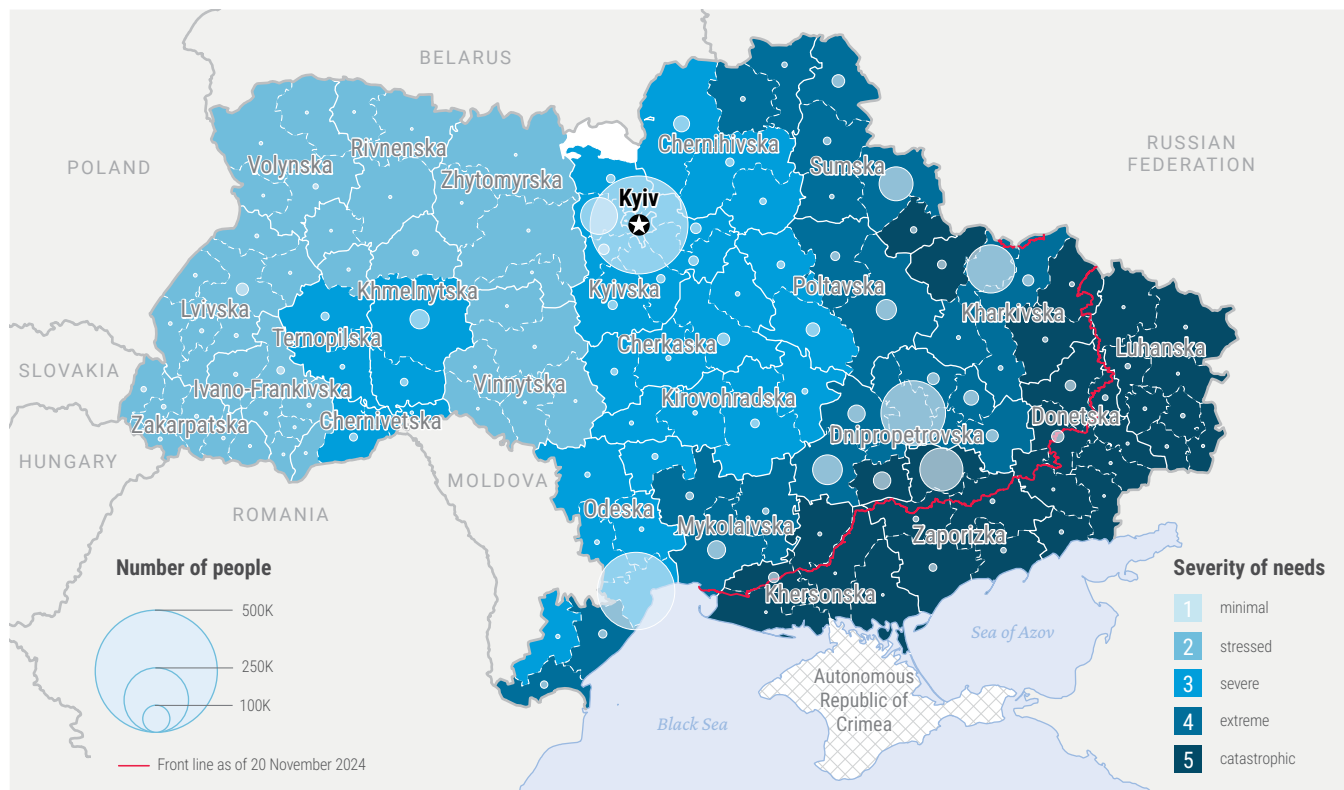 BELARUS
POLAND
RUSSIAN
FEDERATION
SLOVAKIA
HUNGARY
MOLDOVA
ROMANIA
Volynska
Rivnenska
Zhytomyrska
Kyiv
Chernihivska
Sumska
Lvivska
Khmelnytska
Ternopilska
Kyivska
Poltavska
Kharkivska
Luhanska
Cherkaska
Ivano-Frankivska
Vinnytska
Kirovohradska
Zakarpatska
Chernivetska
Dnipropetrovska
Donetska
Odeska
Mykolaivska
Zaporizka
Khersonska
Sea of Azov
Autonomous
Republic of
Crimea
Black Sea
Number of people
500K
250K
100K
Front line as of 20 November 2024
Severity of needs
1 minimal
2 stressed
3 severe
4 extreme
5 catastrophic